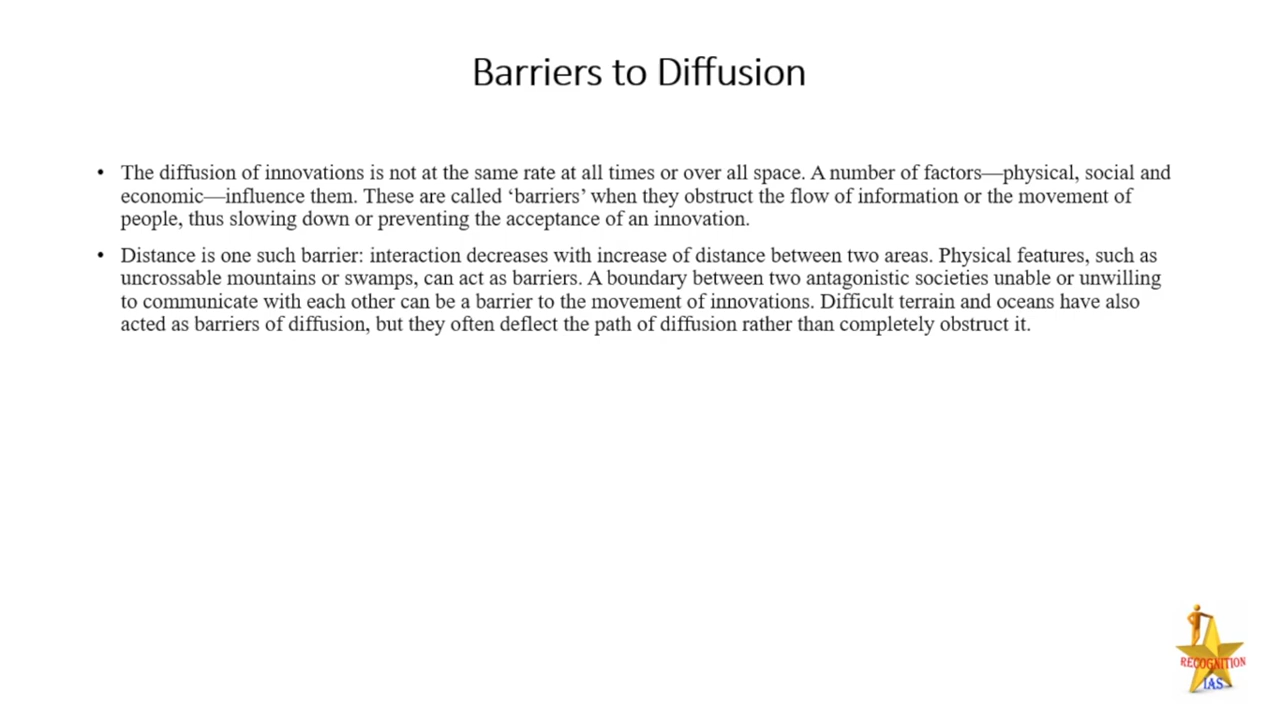 Barriers to Diffusion
• The diffusion of innovations is not at the same rate at all times or over all space. A number of factors—physical, social and
economic—influence them. These are called ‘barriers’ when they obstruct the flow of information or the movement of
people, thus slowing down or preventing the acceptance of an innovation.
• Distance is one such barrier: interaction decreases with increase of distance between two areas. Physical features, such as
uncrossable mountains or swamps, can act as barriers. A boundary between two antagonistic societies unable or unwilling
to communicate with each other can be a barrier to the movement of innovations. Difficult terrain and oceans have also
acted as barriers of diffusion, but they often deflect the path of diffusion rather than completely obstruct it.
RECOGNITION
IAS